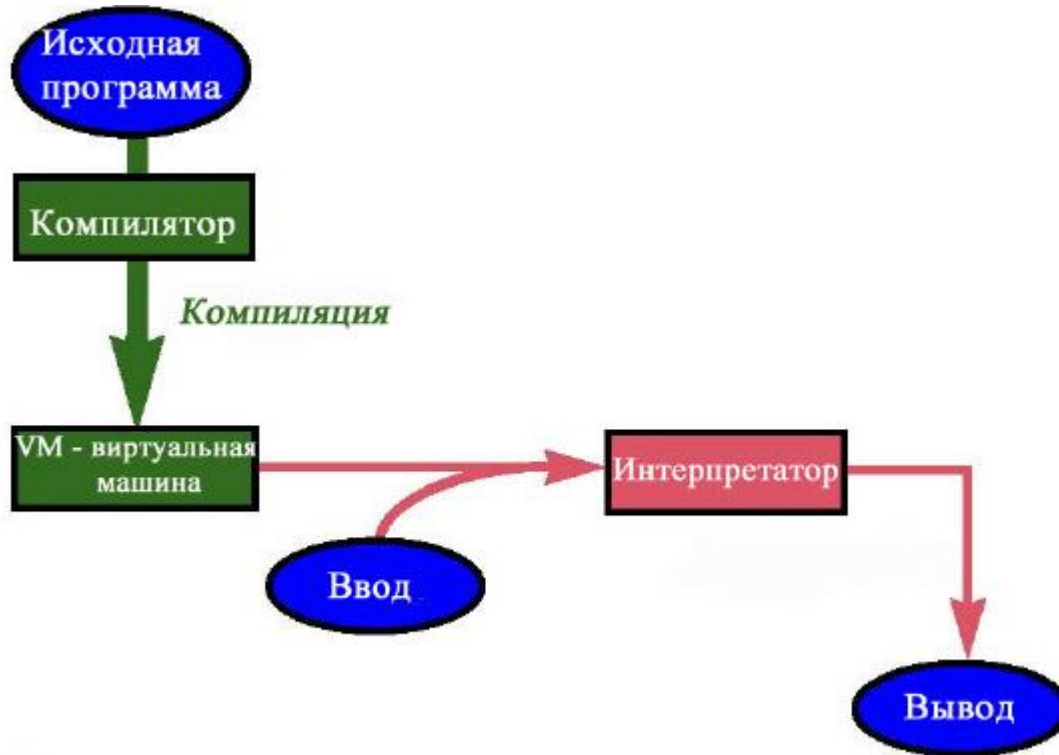 Исходная
программа
Компилятор
Компиляция
VM - виртуальная
машина
Интерпретатор
Ввод
Вывод